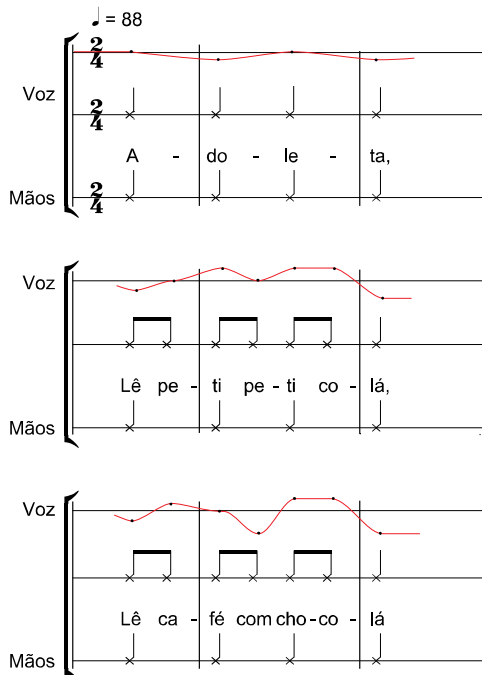 ♩ = 88
Voz 2/4
2/4
A - do - le - ta,
Mãos 2/4
Voz
Lê pe - ti pe - ti co - lá,
Mãos
Voz
Lê ca - fé com cho - co - lá
Mãos